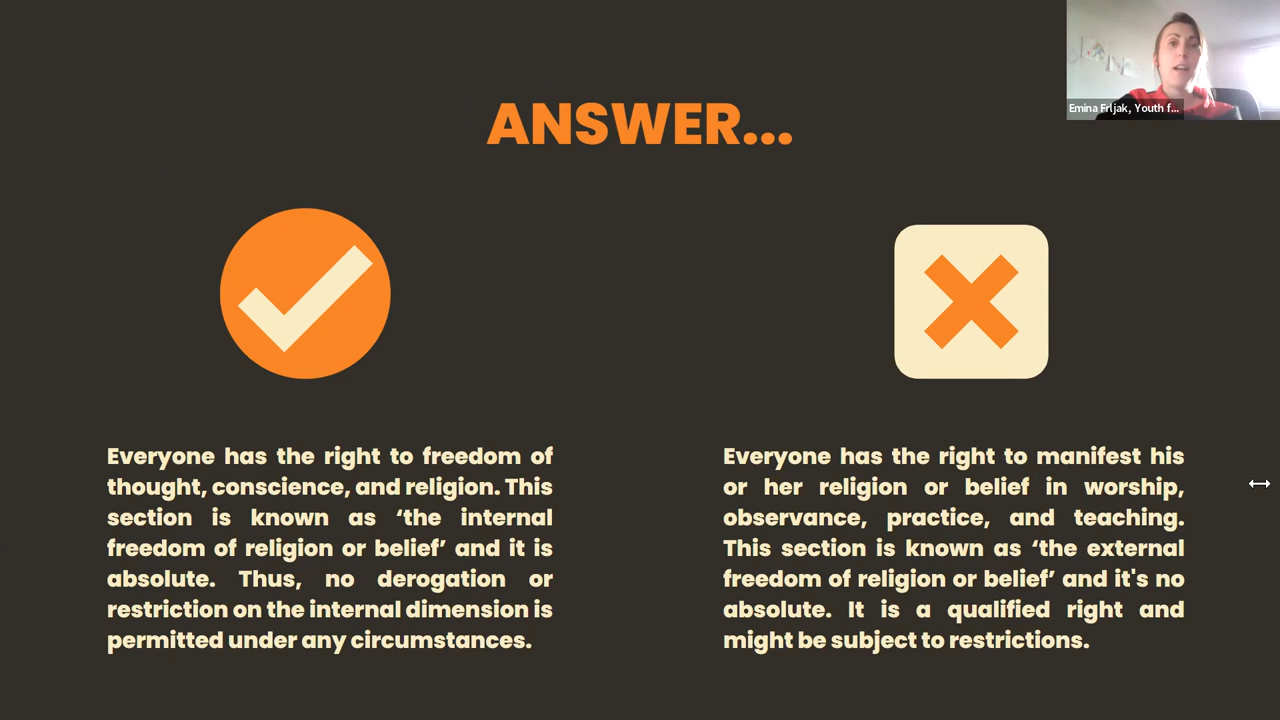 Emina Frljak, Youth f...
ANSWER...
Everyone has the right to freedom of
thought, conscience, and religion. This
section is known as ‘the internal
freedom of religion or belief’ and it is
absolute. Thus, no derogation or
restriction on the internal dimension is
permitted under any circumstances.
Everyone has the right to manifest his
or her religion or belief in worship,
observance, practice, and teaching.
This section is known as ‘the external
freedom of religion or belief’ and it's no
absolute. It is a qualified right and
might be subject to restrictions.